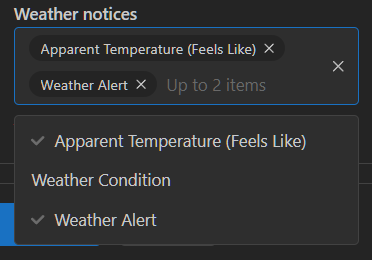 Weather notices
Apparent Temperature (Feels Like)
Weather Alert
Up to 2 items
Apparent Temperature (Feels Like)
Weather Condition
Weather Alert